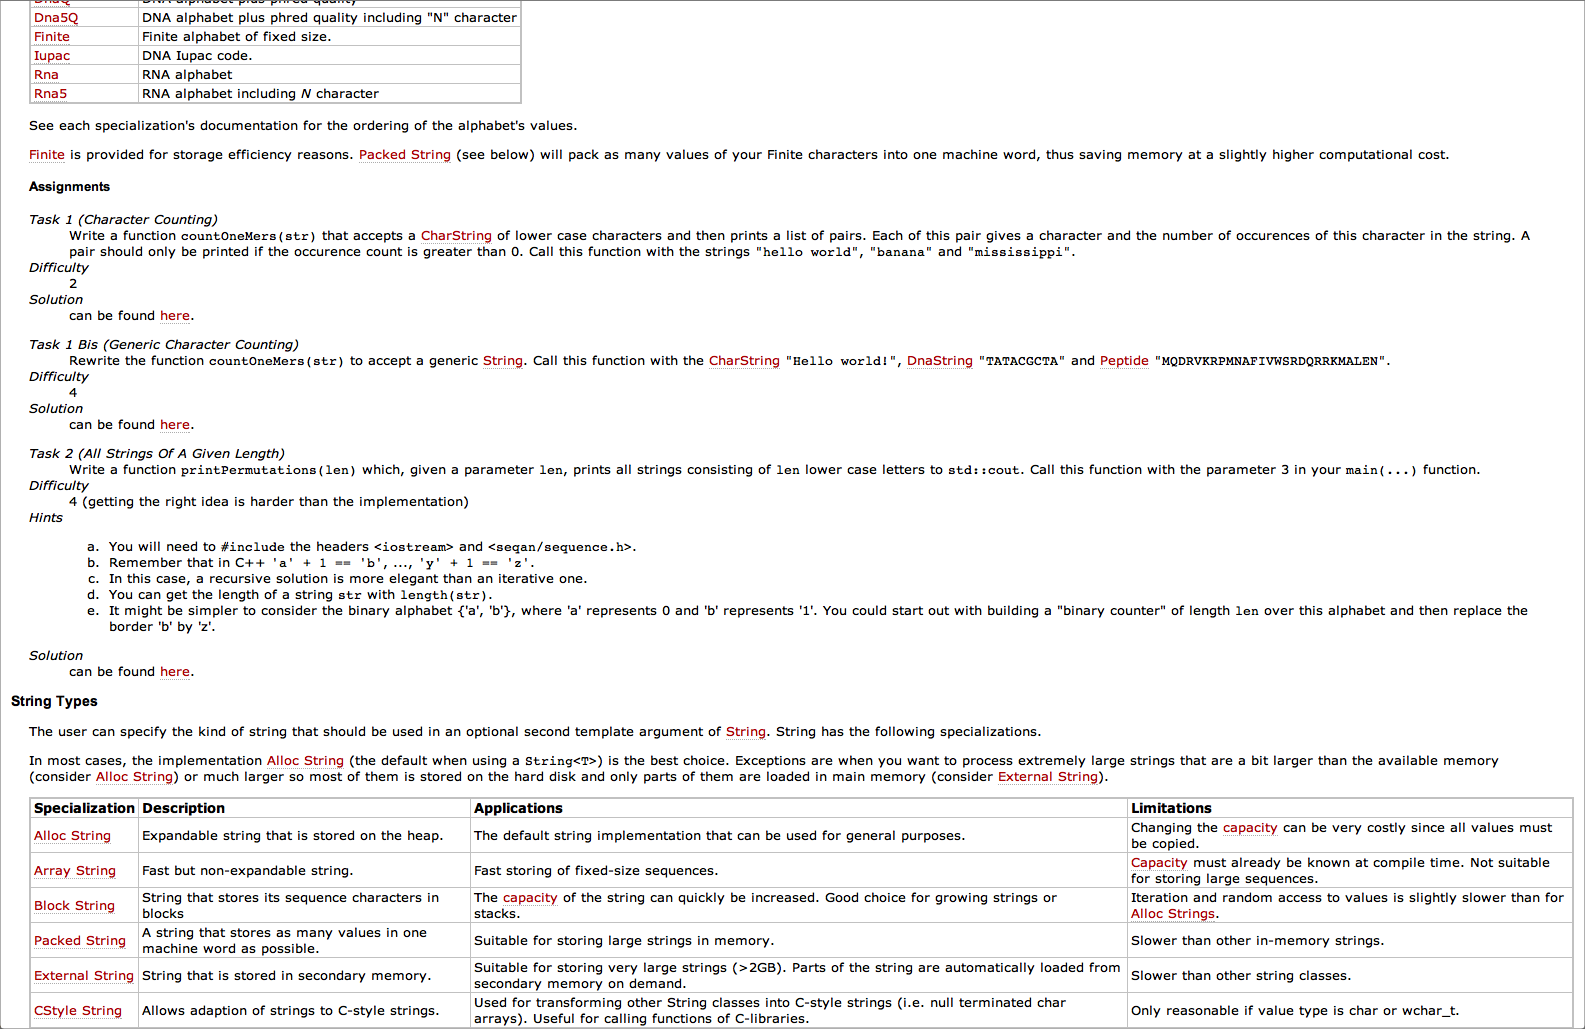 Dna5Q DNA alphabet plus phred quality including "N" character
Finite Finite alphabet of fixed size.
Iupac DNA Iupac code.
Rna RNA alphabet
Rna5 RNA alphabet including N character
See each specialization's documentation for the ordering of the alphabet's values.
Finite is provided for storage efficiency reasons. Packed String (see below) will pack as many values of your Finite characters into one machine word, thus saving memory at a slightly higher computational cost.
Assignments
Task 1 (Character Counting)
Write a function countOneMers(str) that accepts a CharString of lower case characters and then prints a list of pairs. Each of this pair gives a character and the number of occurences of this character in the string. A
pair should only be printed if the occurence count is greater than 0. Call this function with the strings "hello world", "banana" and "mississippi".
Difficulty
2
Solution
can be found here.
Task 1 Bis (Generic Character Counting)
Rewrite the function countOneMers(str) to accept a generic String. Call this function with the CharString "Hello world!", DnaString "TATACGCTA" and Peptide "MQDRVKRPMNAFIVWSRDQRRKMALEN".
Difficulty
4
Solution
can be found here.
Task 2 (All Strings Of A Given Length)
Write a function printPermutations(len) which, given a parameter len, prints all strings consisting of len lower case letters to std::cout. Call this function with the parameter 3 in your main(...) function.
Difficulty
4 (getting the right idea is harder than the implementation)
Hints
a. You will need to #include the headers <iostream> and <seqan/sequence.h>.
b. Remember that in C++ 'a' + 1 == 'b', ..., 'y' + 1 == 'z'.
c. In this case, a recursive solution is more elegant than an iterative one.
d. You can get the length of a string str with length(str).
e. It might be simpler to consider the binary alphabet {'a', 'b'}, where 'a' represents 0 and 'b' represents '1'. You could start out with building a "binary counter" of length len over this alphabet and then replace the
border 'b' by 'z'.
Solution
can be found here.
String Types
The user can specify the kind of string that should be used in an optional second template argument of String. String has the following specializations.
In most cases, the implementation Alloc String (the default when using a String<T>) is the best choice. Exceptions are when you want to process extremely large strings that are a bit larger than the available memory
(consider Alloc String) or much larger so most of them is stored on the hard disk and only parts of them are loaded in main memory (consider External String).
Specialization Description Applications Limitations
Alloc String Expandable string that is stored on the heap. The default string implementation that can be used for general purposes. Changing the capacity can be very costly since all values must
be copied.
Array String Fast but non-expandable string. Fast storing of fixed-size sequences. Capacity must already be known at compile time. Not suitable
for storing large sequences.
Block String String that stores its sequence characters in The capacity of the string can quickly be increased. Good choice for growing strings or Iteration and random access to values is slightly slower than for
blocks stacks. Alloc Strings.
Packed String A string that stores as many values in one Suitable for storing large strings in memory. Slower than other in-memory strings.
machine word as possible.
External String String that is stored in secondary memory. Suitable for storing very large strings (>2GB). Parts of the string are automatically loaded from Slower than other string classes.
secondary memory on demand.
CStyle String Allows adaption of strings to C-style strings. Used for transforming other String classes into C-style strings (i.e. null terminated char Only reasonable if value type is char or wchar_t.
arrays). Useful for calling functions of C-libraries.